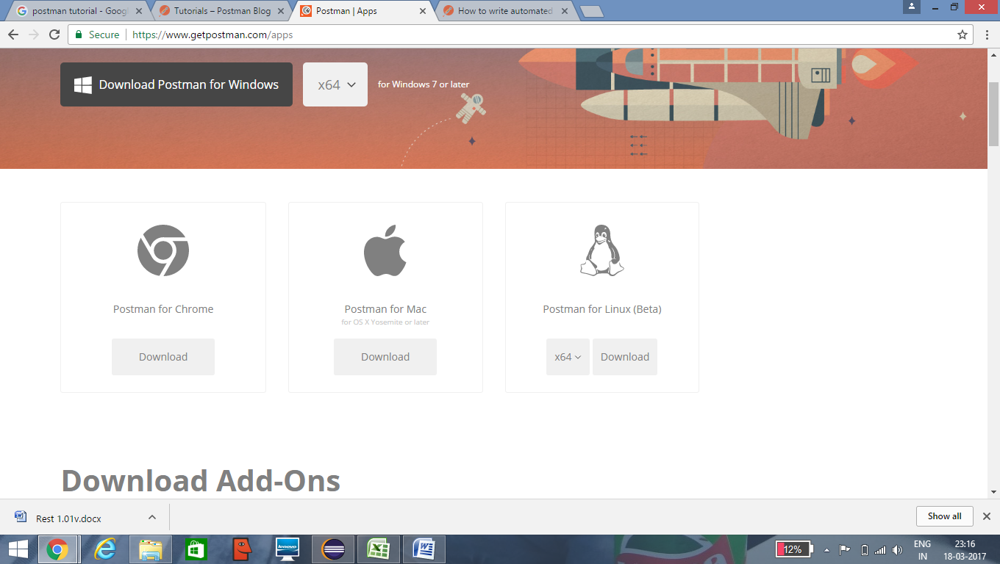 postman tutorial - Googl
Tutorials – Postman Blog
Postman | Apps
How to write automated
Secure
https://www.getpostman.com/apps
Download Postman for Windows
x64
for Windows 7 or later
Postman for Chrome
Download
Postman for Mac
for OS X Yosemite or later
Download
Postman for Linux (Beta)
x64
Download
Download Add-Ons
Rest 1.01v.docx
Show all
lenovo
12%
ENG
IN
23:16
18-03-2017